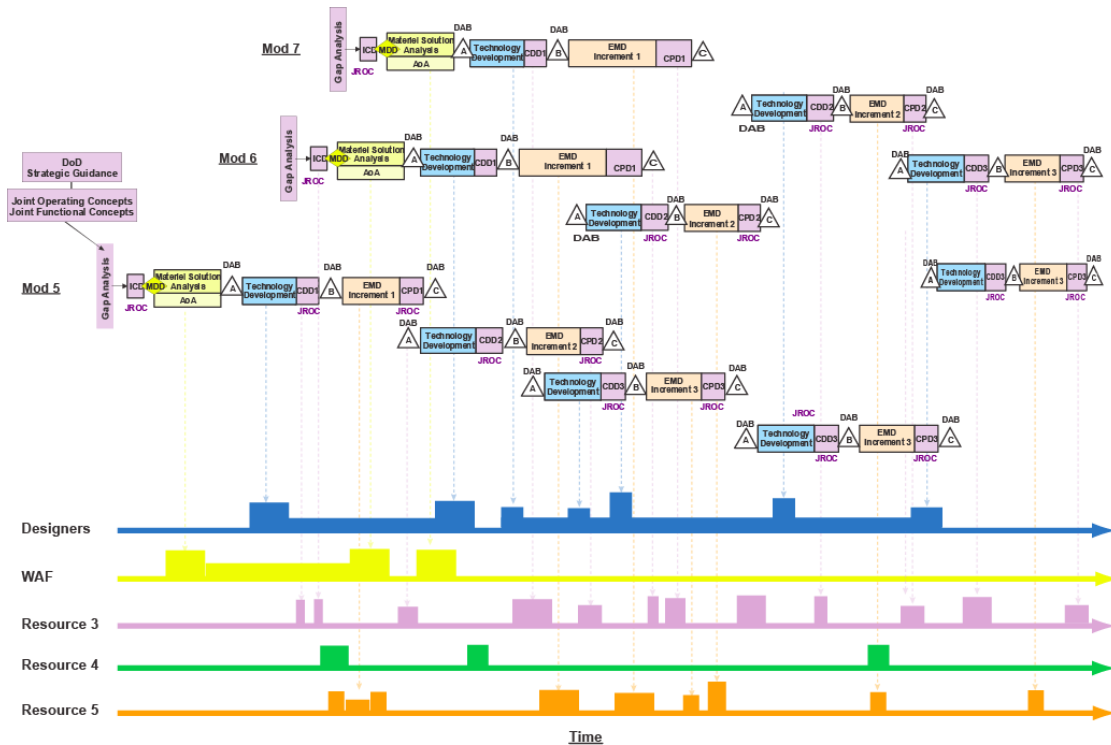 Mod 7
Gap Analysis
ICD
JROC
MDD
Materiel Solution
Analysis
AoA
DAB
A
Technology
Development
CDD1
DAB
B
EMD
Increment 1
CPD1
C
DAB
A
DAB
Technology
Development
CDD2
JROC
DAB
B
EMD
Increment 2
CPD2
JROC
DAB
C
Mod 6
Gap Analysis
ICD
JROC
MDD
Materiel Solution
Analysis
AoA
DAB
A
Technology
Development
CDD1
DAB
B
EMD
Increment 1
CPD1
C
DAB
A
Technology
Development
CDD3
JROC
DAB
B
EMD
Increment 3
CPD3
JROC
DAB
C
DoD
Strategic Guidance
Joint Operating Concepts
Joint Functional Concepts
DAB
A
DAB
Technology
Development
CDD2
JROC
DAB
B
EMD
Increment 2
CPD2
JROC
DAB
C
Mod 5
Gap Analysis
ICD
JROC
MDD
Materiel Solution
Analysis
AoA
DAB
A
Technology
Development
CDD1
JROC
DAB
B
EMD
Increment 1
CPD1
JROC
DAB
C
DAB
A
Technology
Development
CDD3
JROC
DAB
B
EMD
Increment 3
CPD3
JROC
DAB
C
DAB
A
Technology
Development
CDD2
JROC
DAB
B
EMD
Increment 2
CPD2
JROC
DAB
C
DAB
A
Technology
Development
CDD3
JROC
DAB
B
EMD
Increment 3
CPD3
JROC
DAB
C
JROC
DAB
A
Technology
Development
CDD3
JROC
DAB
B
EMD
Increment 3
CPD3
JROC
DAB
C
Designers
WAF
Resource 3
Resource 4
Resource 5
Time